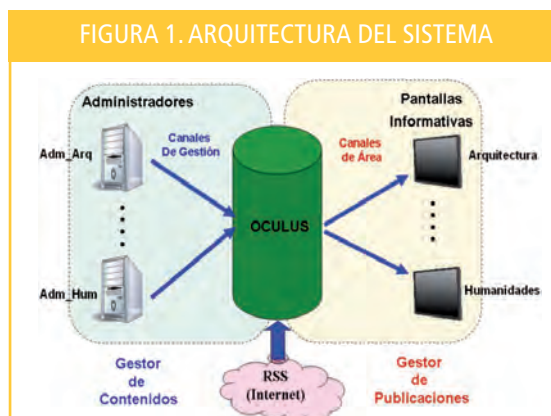 FIGURA 1. ARQUITECTURA DEL SISTEMA
Administradores
Adm_Arq
Canales
De Gestión
Adm_Hum
Gestor
de
Contenidos
OCULUS
RSS
(Internet)
Pantallas
Informativas
Canales
de Área
Arquitectura
Humanidades
Gestor
de
Publicaciones